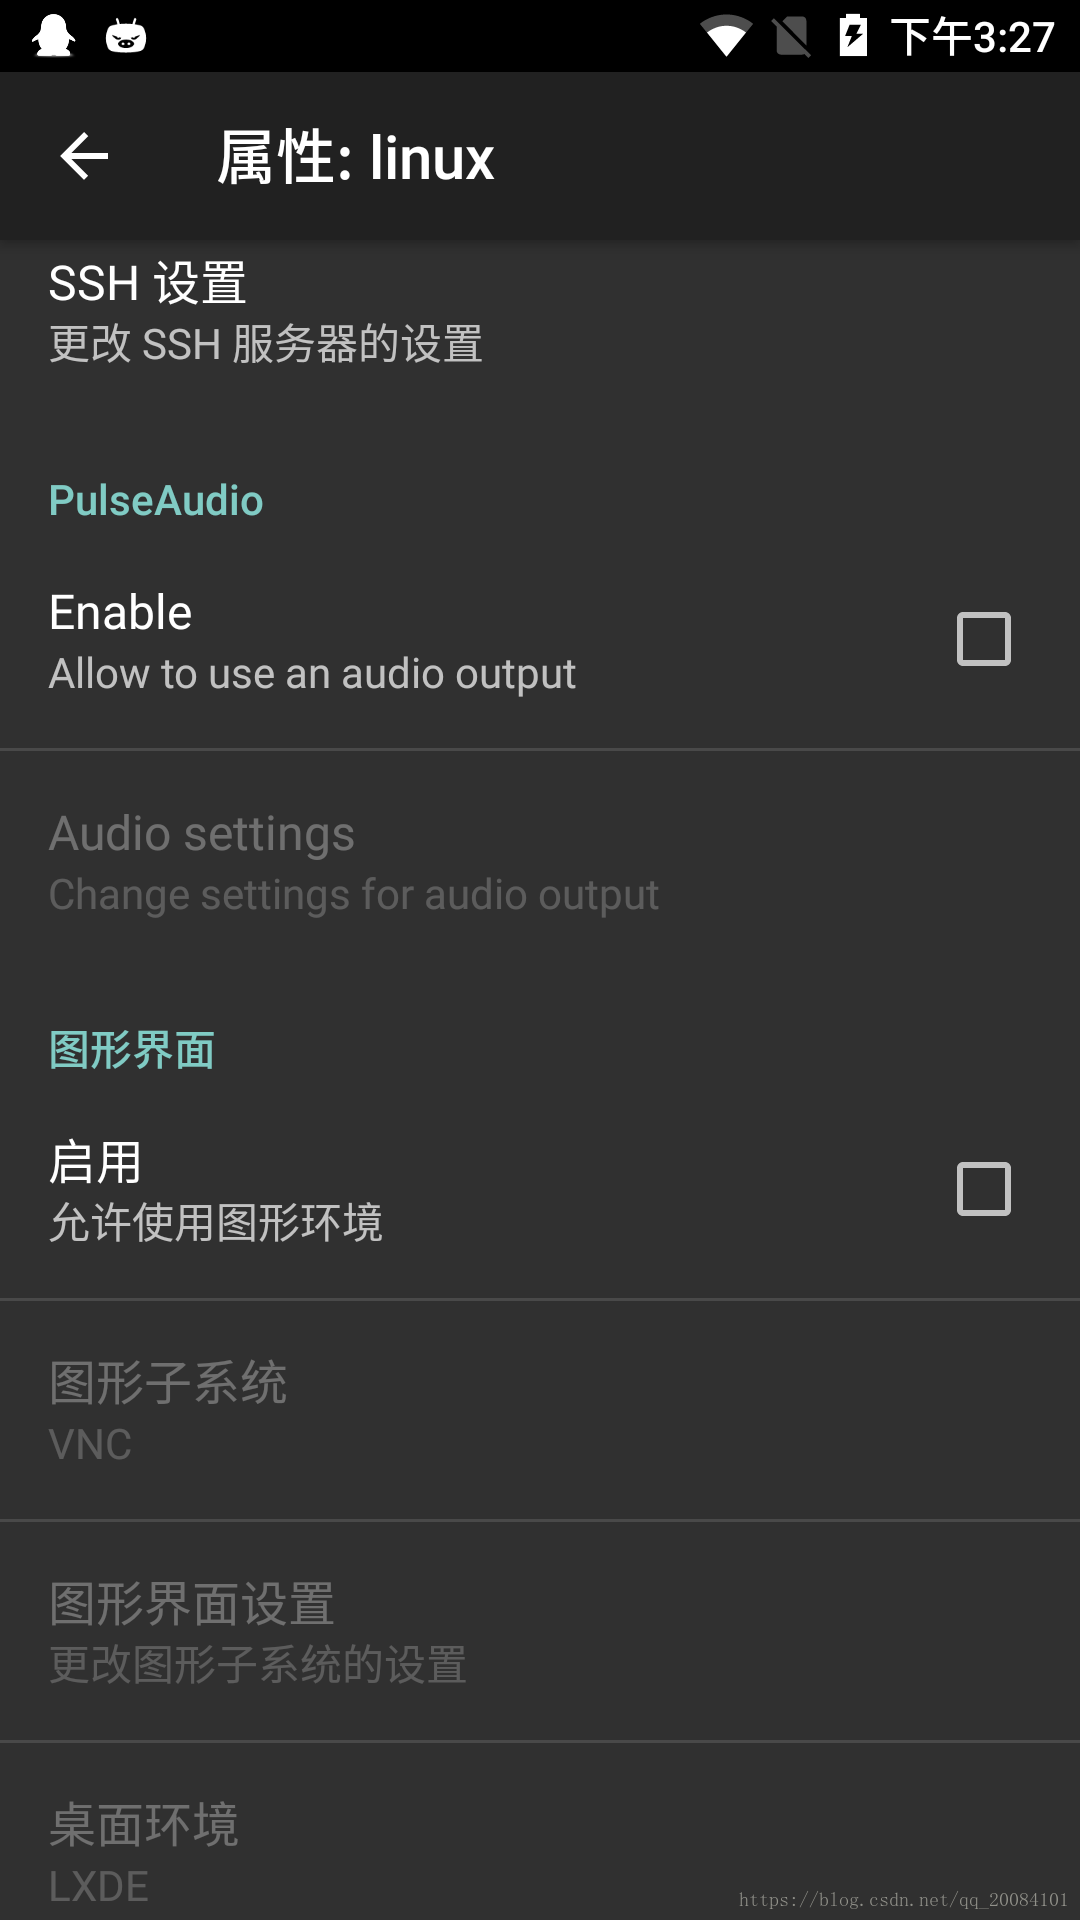 下午3:27
属性: linux
SSH 设置
更改 SSH 服务器的设置
PulseAudio
Enable
Allow to use an audio output
Audio settings
Change settings for audio output
图形界面
启用
允许使用图形环境
图形子系统
VNC
图形界面设置
更改图形子系统的设置
桌面环境
LXDE
https://blog.csdn.net/qq_20084101